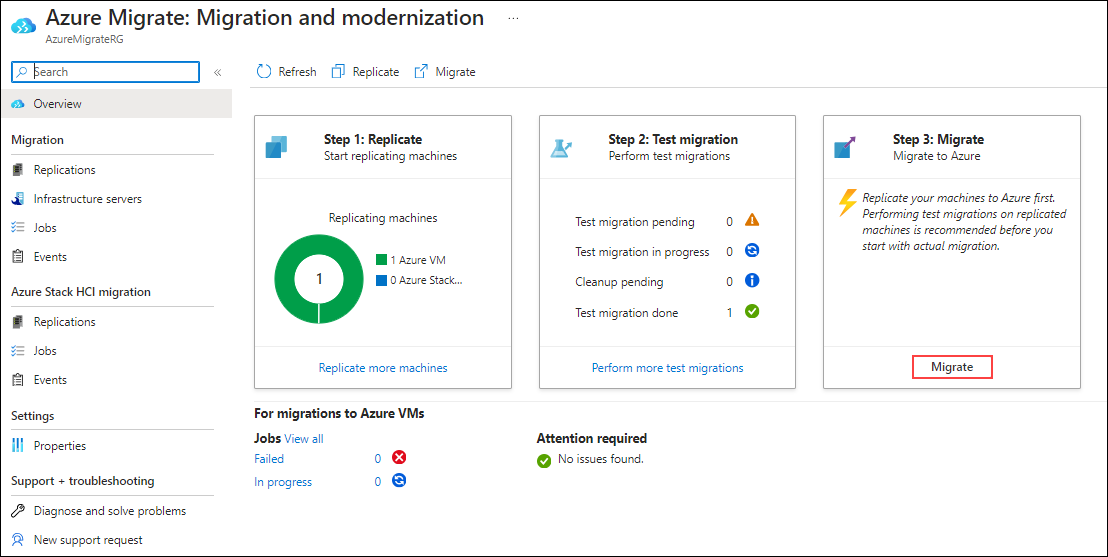 Azure Migrate: Migration and modernization ...
AzureMigrateRG
Search
«
Refresh
Replicate
Migrate
Overview
Migration
Replications
Infrastructure servers
Jobs
Events
Azure Stack HCI migration
Replications
Jobs
Events
Settings
Properties
Support + troubleshooting
Diagnose and solve problems
New support request
Step 1: Replicate
Start replicating machines
Replicating machines
1
1 Azure VM
0 Azure Stack...
Replicate more machines
Step 2: Test migration
Perform test migrations
Test migration pending 0
Test migration in progress 0
Cleanup pending 0
Test migration done 1
Perform more test migrations
Step 3: Migrate
Migrate to Azure
Replicate your machines to Azure first.
Performing test migrations on replicated
machines is recommended before you
start with actual migration.
Migrate
For migrations to Azure VMs
Jobs View all
Failed 0
In progress 0
Attention required
No issues found.